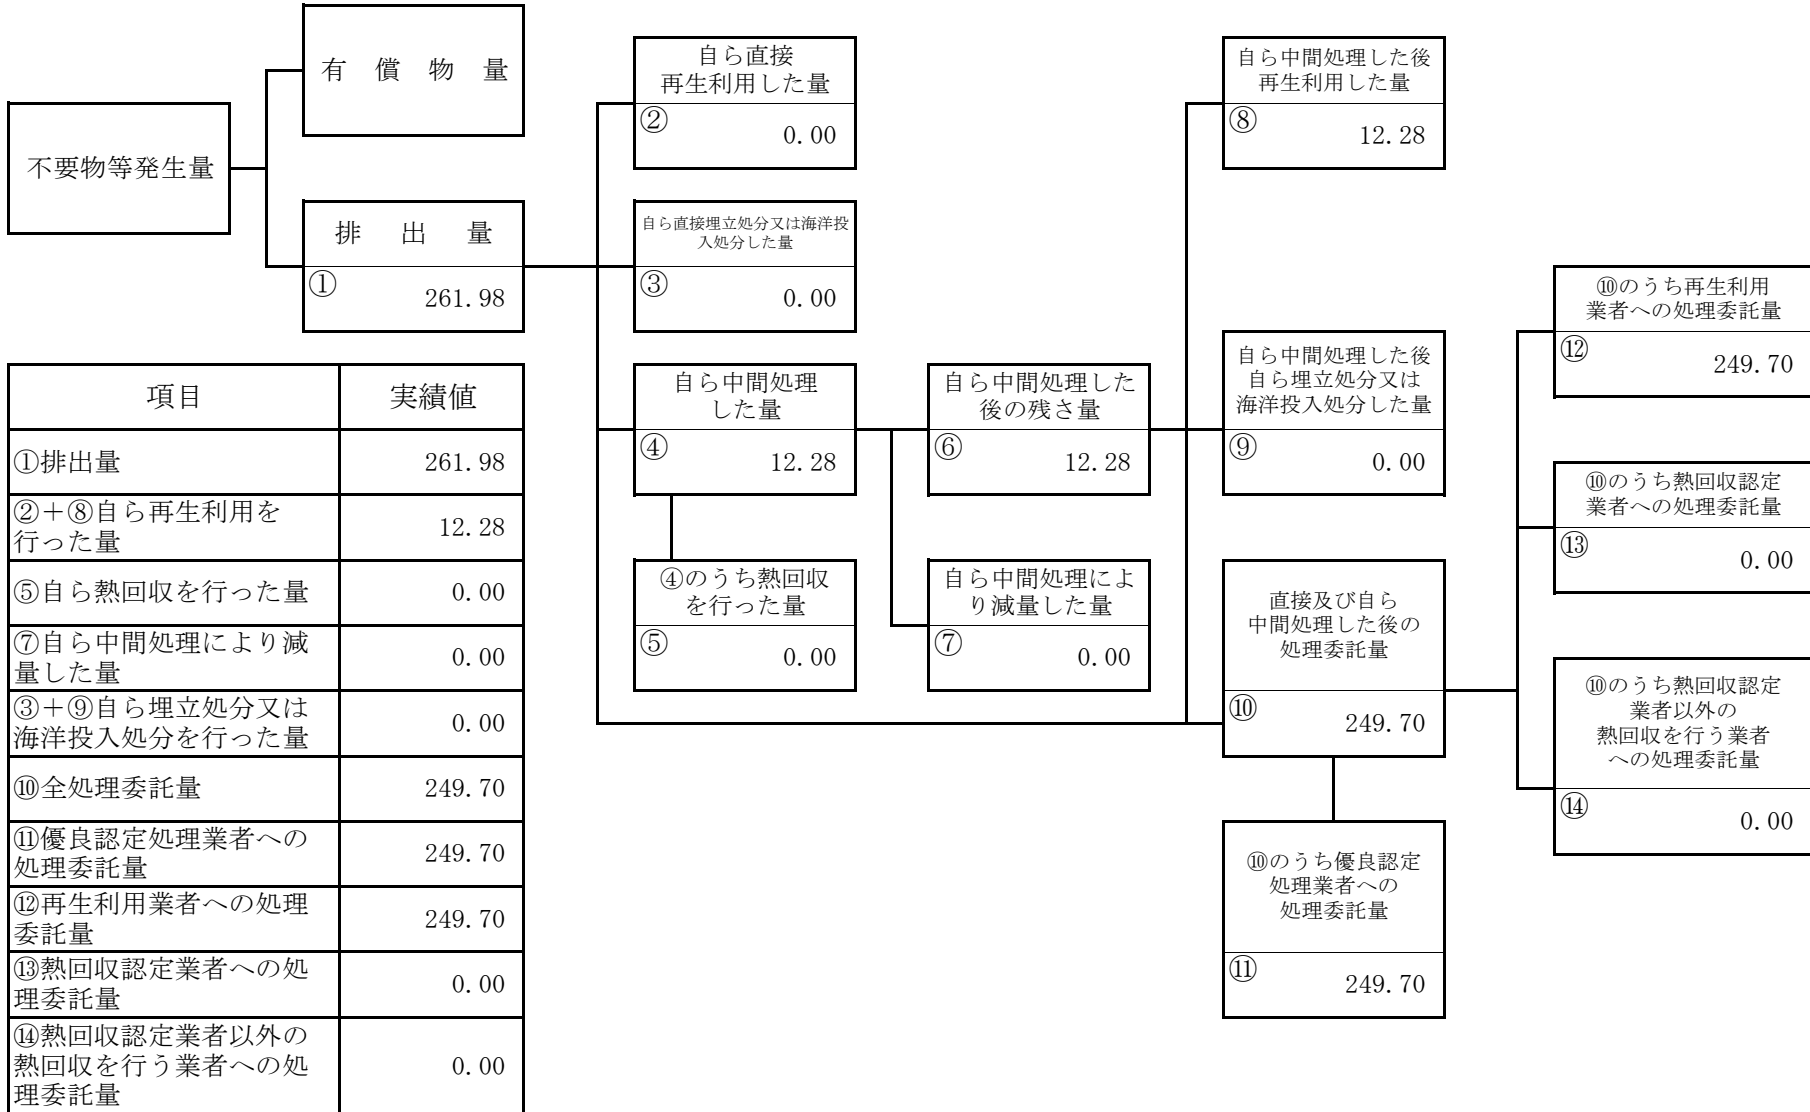 有 償 物 量
不要物等発生量
排 出 量
① 261.98
自ら直接
再生利用した量
② 0.00
自ら直接埋立処分又は海洋投
入処分した量
③ 0.00
自ら中間処理
した量
④ 12.28
④のうち熱回収
を行った量
⑤ 0.00
自ら中間処理した
後の残さ量
⑥ 12.28
自ら中間処理によ
り減量した量
⑦ 0.00
自ら中間処理した後
再生利用した量
⑧ 12.28
自ら中間処理した後
自ら埋立処分又は
海洋投入処分した量
⑨ 0.00
直接及び自ら
中間処理した後の
処理委託量
⑩ 249.70
⑩のうち優良認定
処理業者への
処理委託量
⑪ 249.70
⑩のうち再生利用
業者への処理委託量
⑫ 249.70
⑩のうち熱回収認定
業者への処理委託量
⑬ 0.00
⑩のうち熱回収認定
業者以外の
熱回収を行う業者
への処理委託量
⑭ 0.00
項目 実績値
①排出量 261.98
②＋⑧自ら再生利用を
行った量 12.28
⑤自ら熱回収を行った量 0.00
⑦自ら中間処理により減
量した量 0.00
③＋⑨自ら埋立処分又は
海洋投入処分を行った量 0.00
⑩全処理委託量 249.70
⑪優良認定処理業者への
処理委託量 249.70
⑫再生利用業者への処理
委託量 249.70
⑬熱回収認定業者への処
理委託量 0.00
⑭熱回収認定業者以外の
熱回収を行う業者への処
理委託量 0.00